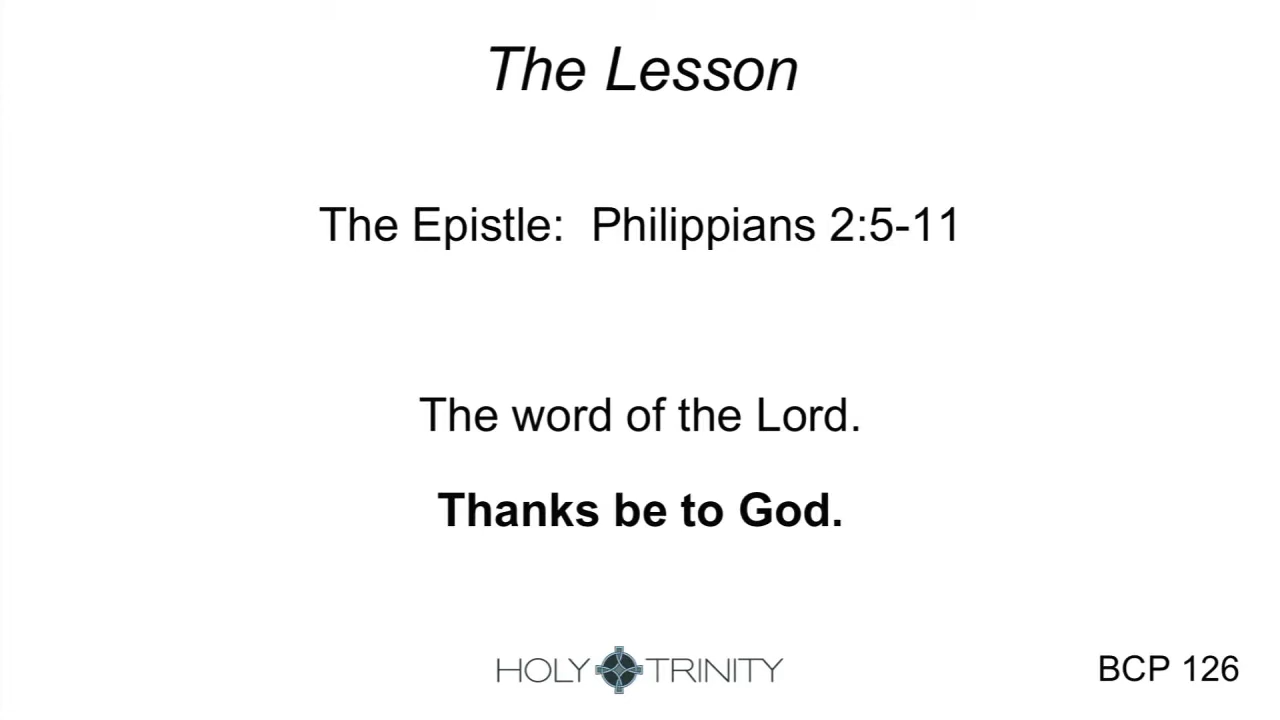 The Lesson
The Epistle: Philippians 2:5-11
The word of the Lord.
Thanks be to God.
HOLY TRINITY
BCP 126